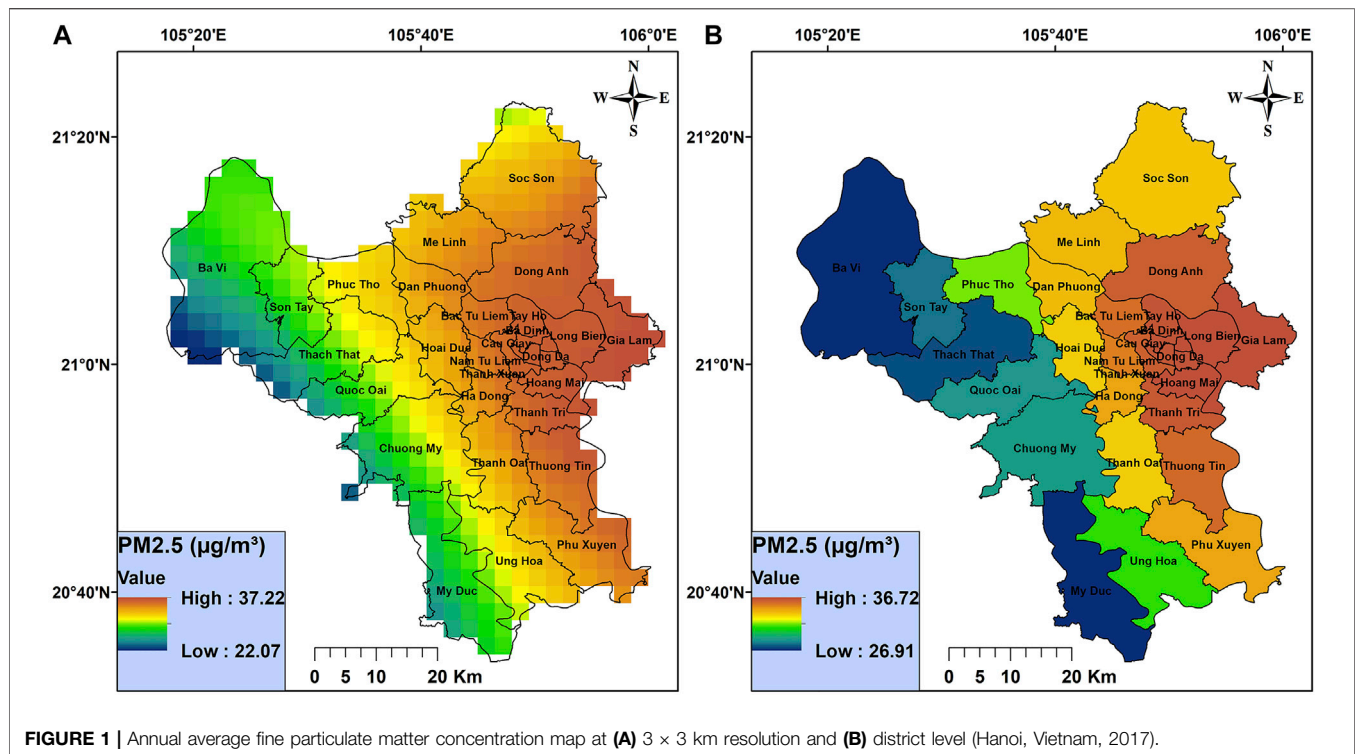 A
105°20'E 105°40'E 106°0'E
N
W E
S
21°20'N
21°0'N
20°40'N
Soc Son
Me Linh
Ba Vi
Dong Anh
Phuc Tho
Dan Phuong
Son Tay
Bac Tu Liem
Tay Ho
Ba Dinh
Long Bien
Gia Lam
Cau Giay
Hoai Dua
Thach That
Dong Da
Nam Tu Liem
Thanh Xuan
Hoang Mai
Quoc Oai
Ha Dong
Thanh Tri
Chuong My
Thanh Oat
Thuong Tin
Phu Xuyen
Ung Hoa
My Duc
PM2.5 (µg/m³)
Value
High : 37.22
Low : 22.07
0 5 10 20 Km
B
105°20'E 105°40'E 106°0'E
N
W E
S
21°20'N
21°0'N
20°40'N
Soc Son
Me Linh
Ba Vi
Dong Anh
Phuc Tho
Dan Phuong
Son Tay
Bac Tu Liem
Tay Ho
Ba Dinh
Long Bien
Gia Lam
Cau Giay
Hoai Dua
Thach That
Dong Da
Nam Tu Liem
Thanh Xuan
Hoang Mai
Quoc Oai
Ha Dong
Thanh Tri
Chuong My
Thanh Oat
Thuong Tin
Phu Xuyen
Ung Hoa
My Duc
PM2.5 (µg/m³)
Value
High : 36.72
Low : 26.91
0 5 10 20 Km
FIGURE 1 | Annual average fine particulate matter concentration map at (A) 3 × 3 km resolution and (B) district level (Hanoi, Vietnam, 2017).